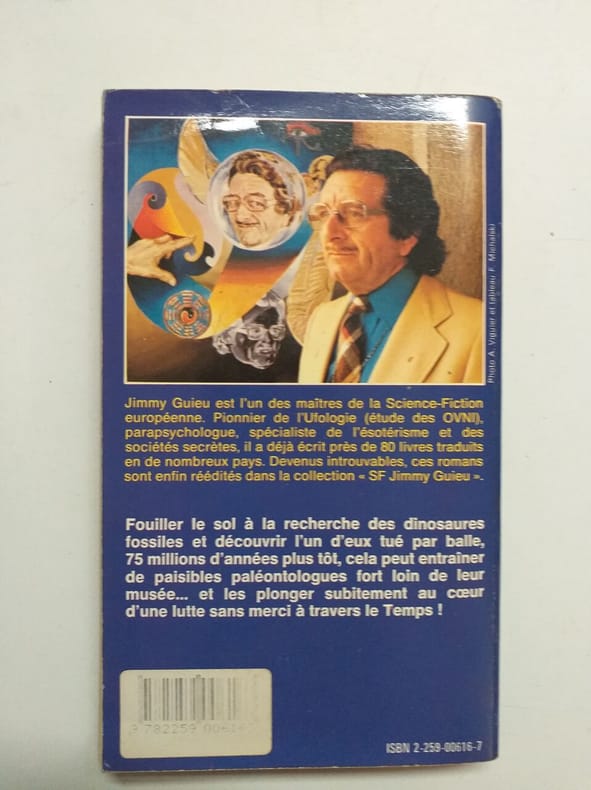 Photo A. Viguier et tableau F. Michalski
Jimmy Guieu est l'un des maîtres de la Science-Fiction
européenne. Pionnier de l'Ufologie (étude des OVNI),
parapsychologue, spécialiste de l'ésotérisme et des
sociétés secrètes, il a déjà écrit près de 80 livres traduits
en de nombreux pays. Devenus introuvables, ces romans
sont enfin réédités dans la collection « SF Jimmy Guieu ».
Fouiller le sol à la recherche des dinosaures
fossiles et découvrir l'un d'eux tué par balle,
75 millions d'années plus tôt, cela peut entraîner
de paisibles paléontologues fort loin de leur
musée... et les plonger subitement au cœur
d'une lutte sans merci à travers le Temps !
9 782259 00616
ISBN 2-259-00616-7